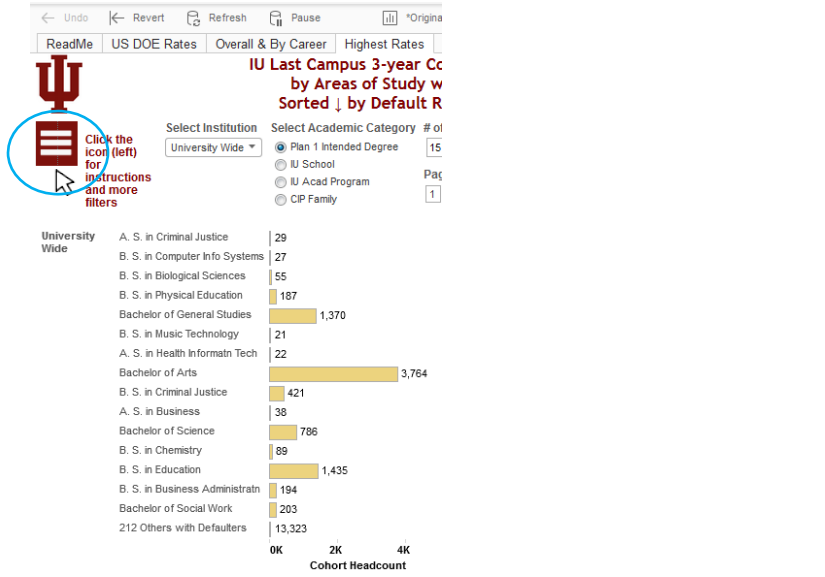 Undo Revert Refresh Pause *Origina
ReadMe US DOE Rates Overall & By Career Highest Rates
IU Last Campus 3-year Co
by Areas of Study w
Sorted ↓ by Default R
Click the
icon (left)
for
instructions
and more
filters
Select Institution
University Wide
Select Academic Category
Plan 1 Intended Degree
IU School
IU Acad Program
CIP Family
# of
15
Pag
1
University
Wide
A. S. in Criminal Justice 29
B. S. in Computer Info Systems 27
B. S. in Biological Sciences 55
B. S. in Physical Education 187
Bachelor of General Studies 1,370
B. S. in Music Technology 21
A. S. in Health Informatn Tech 22
Bachelor of Arts 3,764
B. S. in Criminal Justice 421
A. S. in Business 38
Bachelor of Science 786
B. S. in Chemistry 89
B. S. in Education 1,435
B. S. in Business Administratn 194
Bachelor of Social Work 203
212 Others with Defaulters 13,323
0K 2K 4K
Cohort Headcount